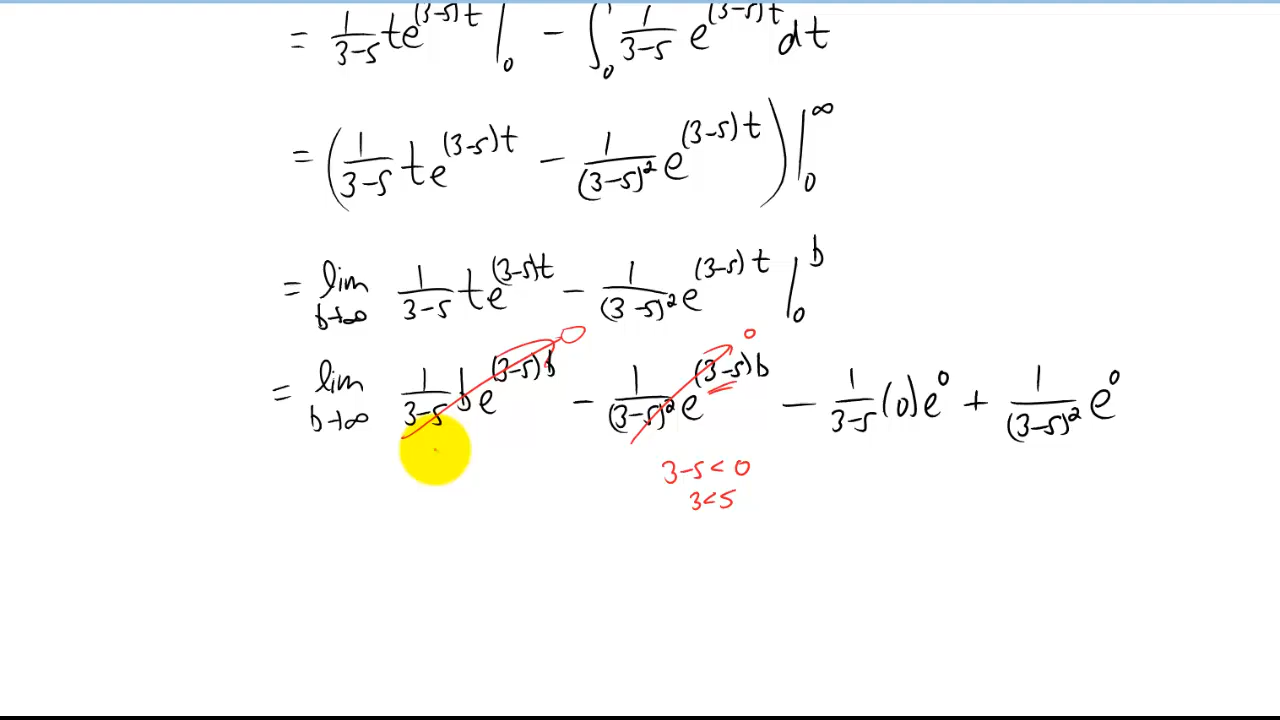 = 1/(3-s) te^((3-s)t) |_0 - ∫_0 1/(3-s) e^((3-s)t) dt
= (1/(3-s) te^((3-s)t) - 1/(3-s)² e^((3-s)t)) |_0^∞
= lim b→∞ 1/(3-s) te^((3-s)t) - 1/(3-s)² e^((3-s)t) |_0^b
0
0
= lim b→∞ 1/(3-s) be^((3-s)b) - 1/(3-s)² e^((3-s)b) - 1/(3-s) (0)e^0 + 1/(3-s)² e^0
3-s < 0
3 < s